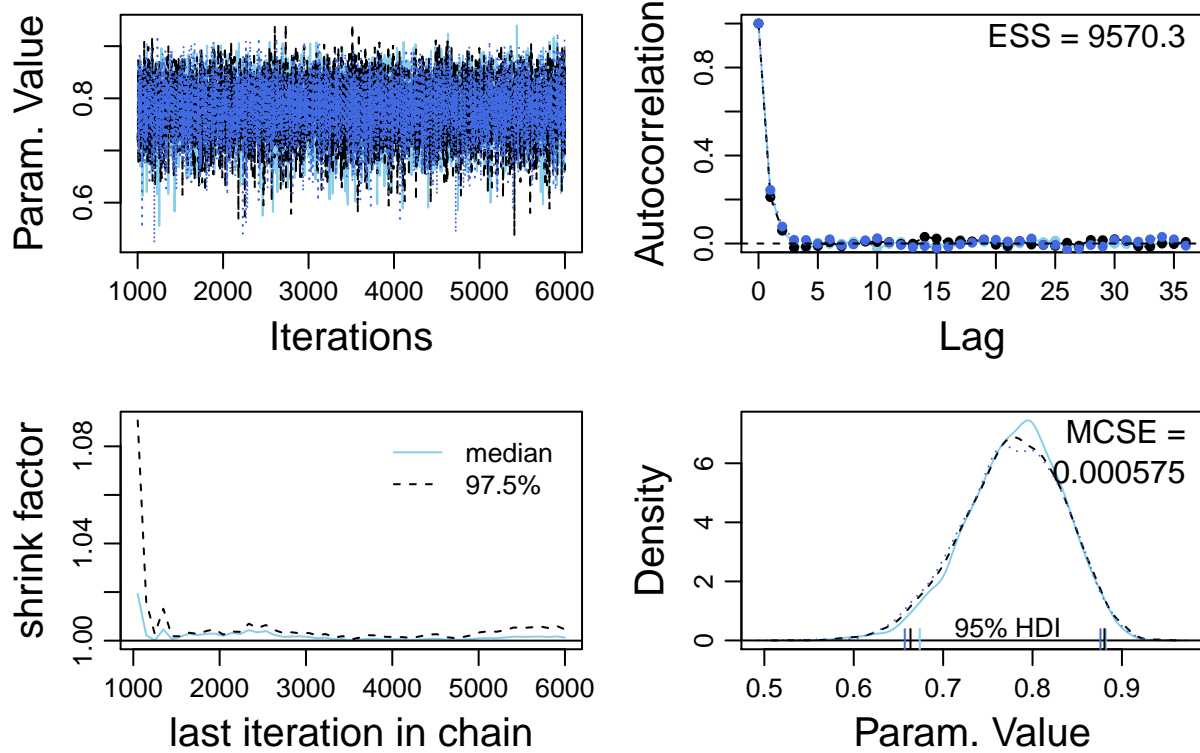 Param. Value
0.6 0.8
1000 2000 3000 4000 5000 6000
Iterations
Autocorrelation
0.0 0.4 0.8
ESS = 9570.3
0 5 10 15 20 25 30 35
Lag
shrink factor
1.00 1.04 1.08
median
97.5%
1000 2000 3000 4000 5000 6000
last iteration in chain
Density
0 2 4 6
MCSE =
0.000575
95% HDI
0.5 0.6 0.7 0.8 0.9
Param. Value